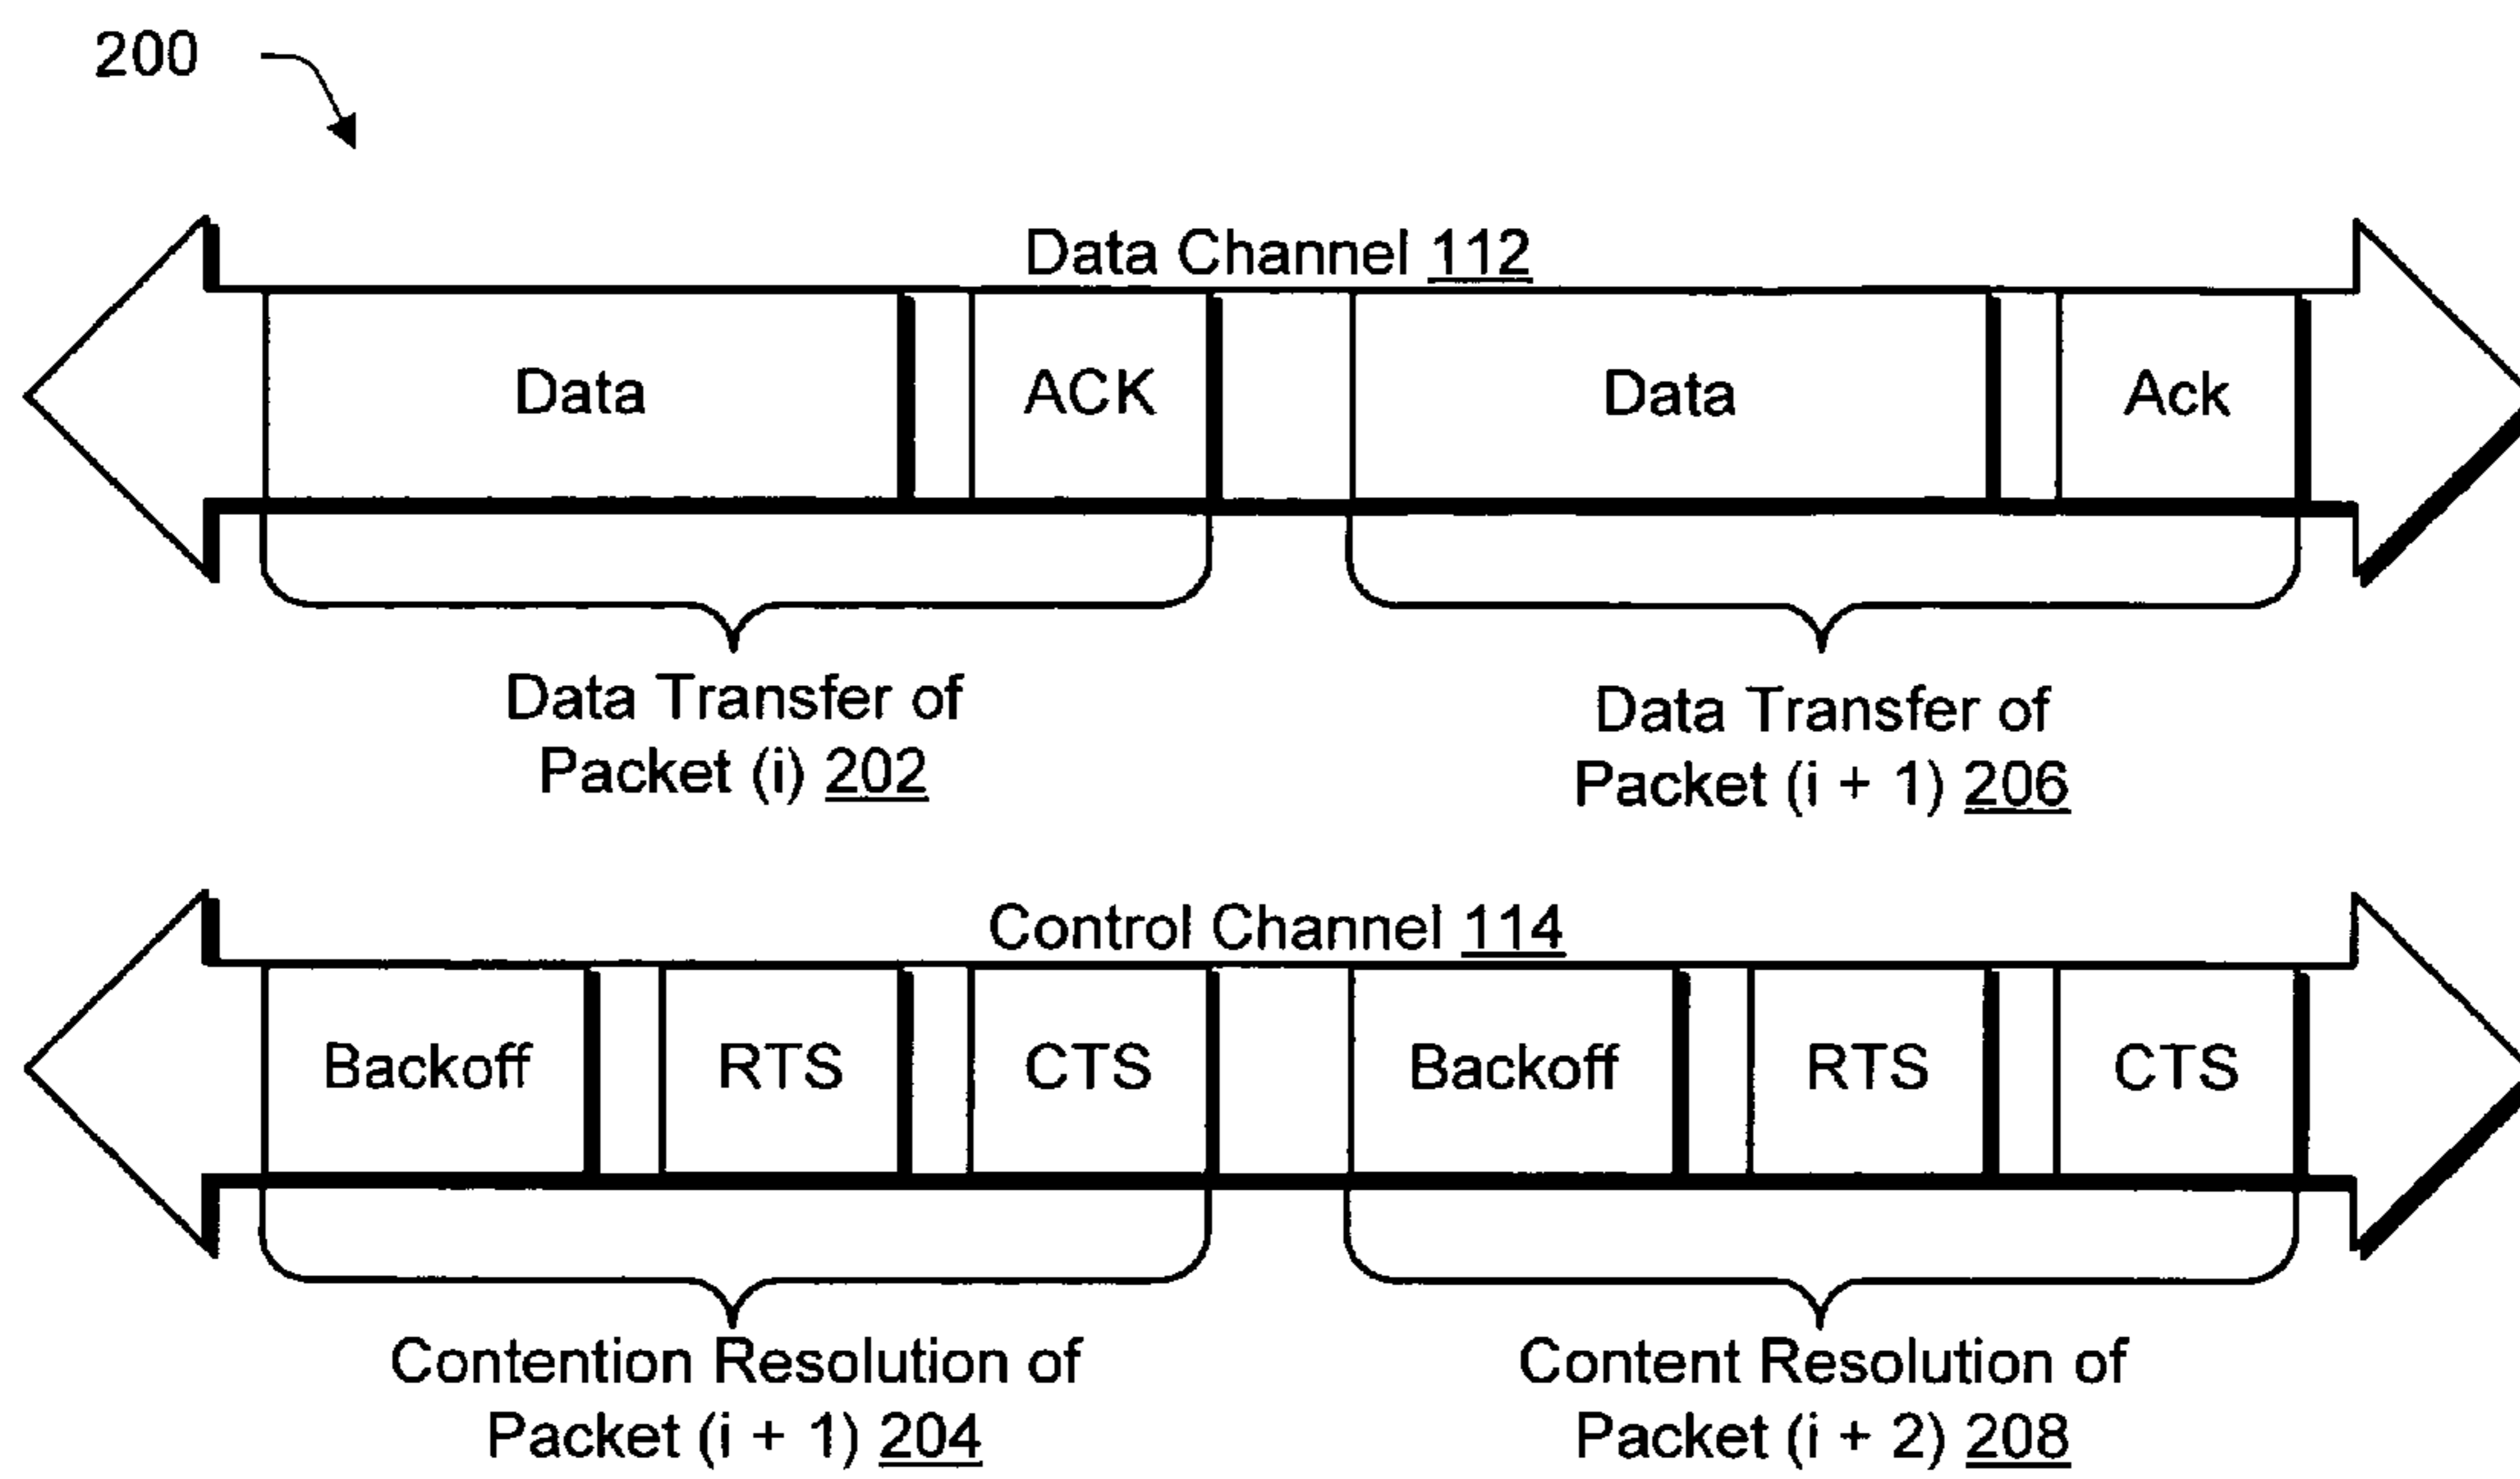 200
Data Channel 112
Data
ACK
Data
Ack
Data Transfer of
Packet (i) 202
Data Transfer of
Packet (i + 1) 206
Control Channel 114
Backoff
RTS
CTS
Backoff
RTS
CTS
Contention Resolution of
Packet (i + 1) 204
Content Resolution of
Packet (i + 2) 208